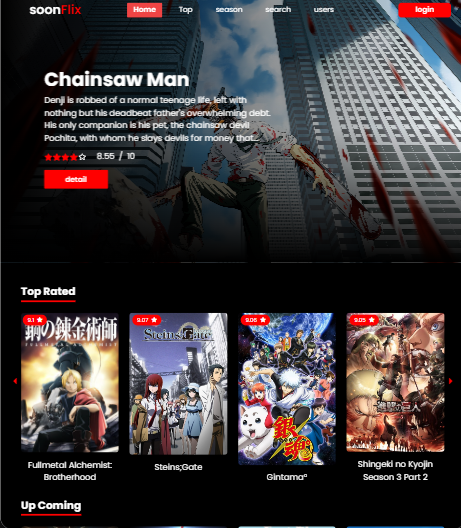 soonFlix
Home
Top
season
search
users
login
Chainsaw Man
Denji is robbed of a normal teenage life, left with
nothing but his deadbeat father's overwhelming debt.
His only companion is his pet, the chainsaw devil
Pochita, with whom he slays devils for money that...
8.55 / 10
detail
Top Rated
9.1
鋼の錬金術師
FULLMETAL ALCHEMIST
Fullmetal Alchemist:
Brotherhood
9.07
Steins;Gate
Steins;Gate
9.06
銀魂
Gintama°
9.05
進撃の巨人
Shingeki no Kyojin
Season 3 Part 2
Up Coming